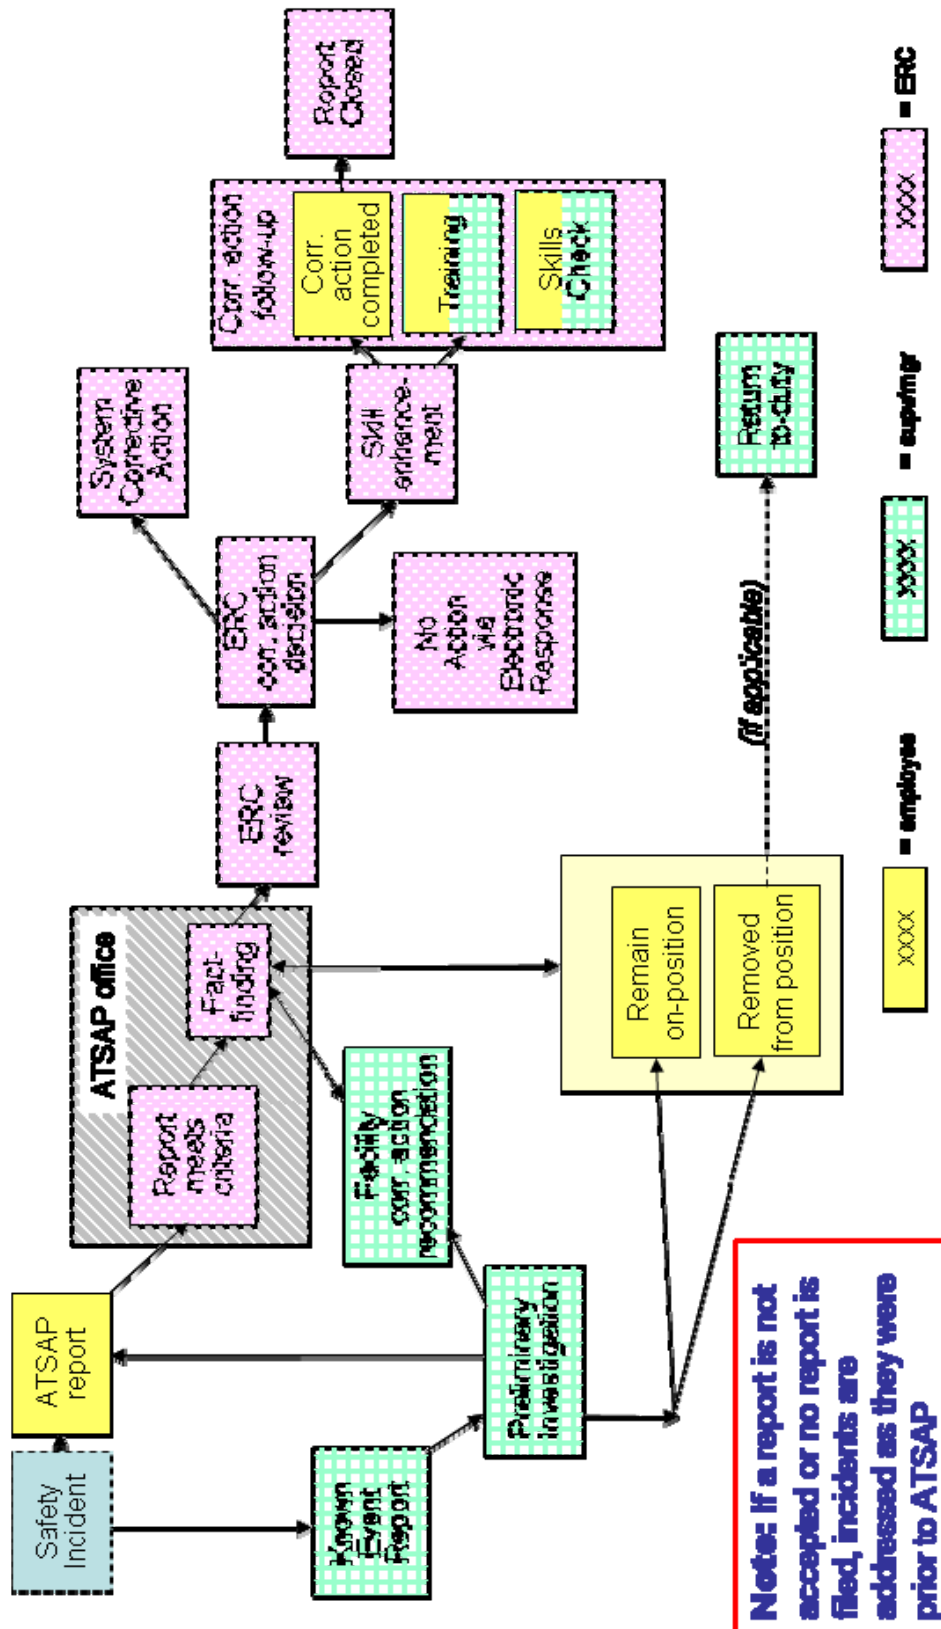 Safety
Incident
ATSAP
report
Known
Event
Report
Preliminary
Investigation
Facility
corr. action
recommendation
ATSAP office
Report
meets
criteria
Fact-
finding
ERC
review
ERC
corr. action
decision
System
Corrective
Action
No
Action
via
Electronic
Response
Skill
enhance-
ment
Corr. action
follow-up
Corr.
action
completed
Training
Skills
Check
Report
Closed
Remain
on-position
Removed
from position
(if applicable)
Return
to-duty
Note: If a report is not
accepted or no report is
filed, incidents are
addressed as they were
prior to ATSAP
xxxx = employee
xxxx = supv/mgr
xxxx = ERC